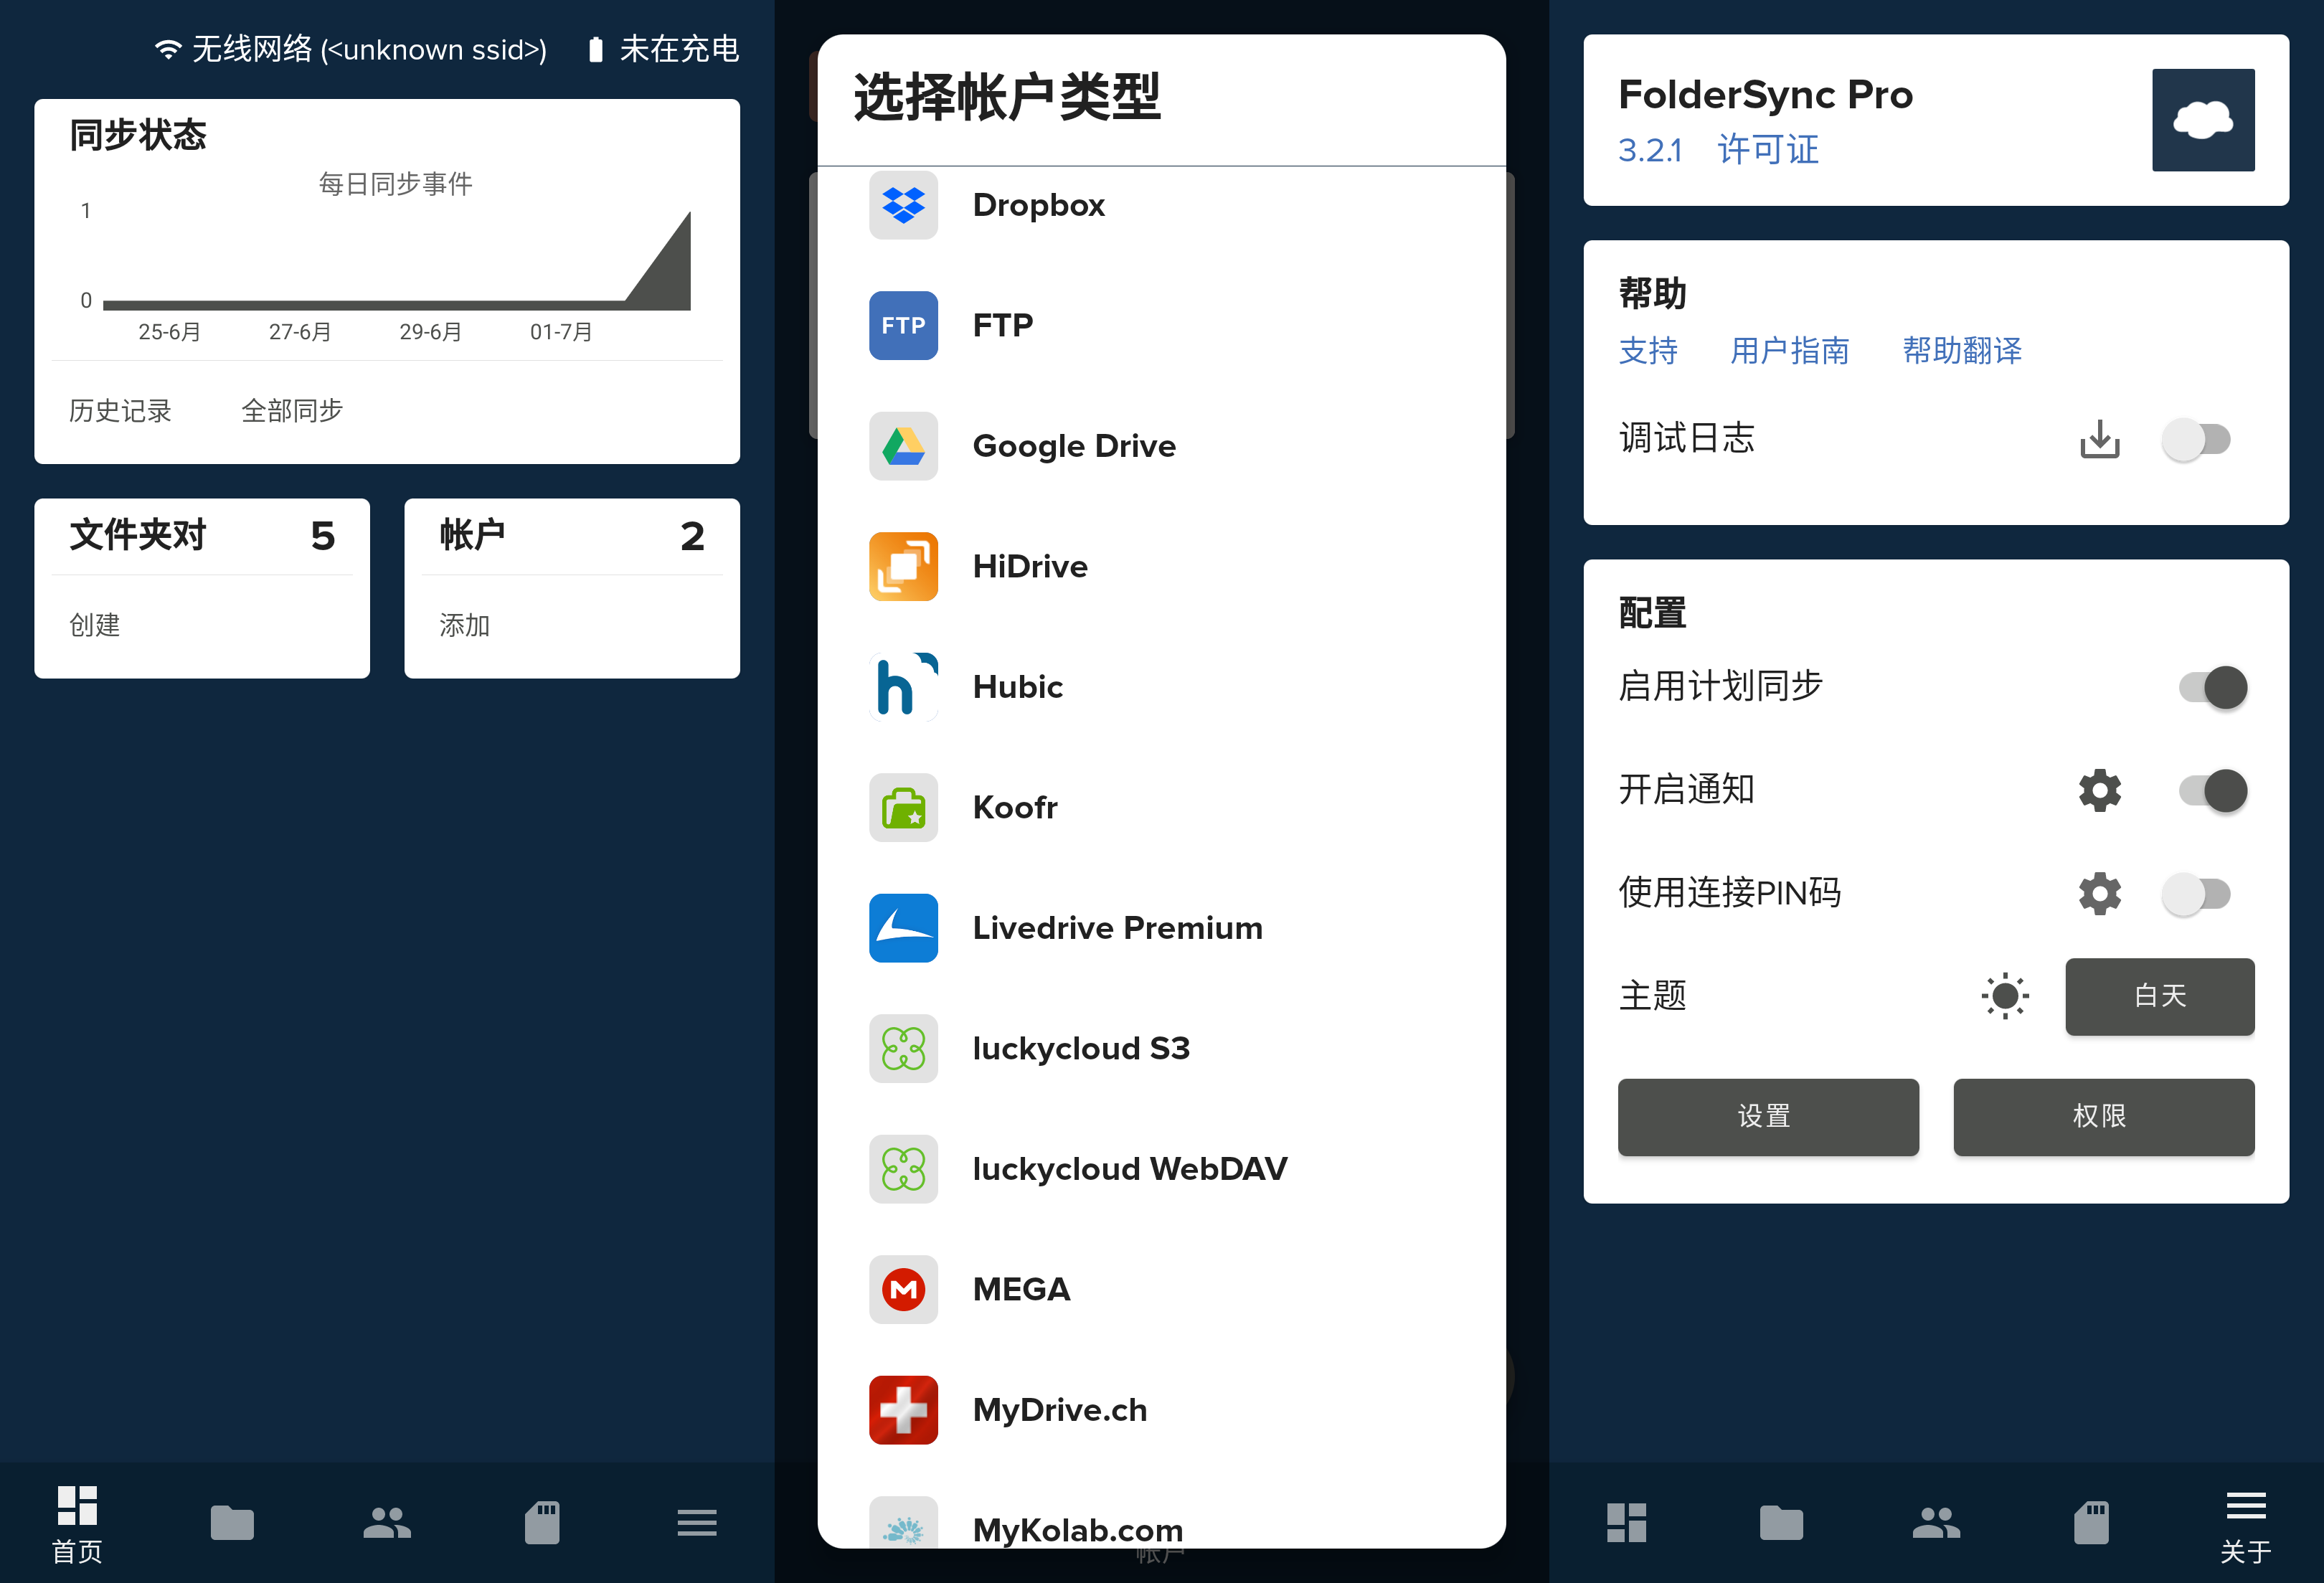 无线网络 (<unknown ssid>) 未在充电
同步状态
每日同步事件
1
0
25-6月 27-6月 29-6月 01-7月
历史记录 全部同步
文件夹对 5
创建
帐户 2
添加
首页
选择帐户类型
Dropbox
FTP FTP
Google Drive
HiDrive
h Hubic
Koofr
Livedrive Premium
luckycloud S3
luckycloud WebDAV
M MEGA
MyDrive.ch
MyKolab.com
帐户
FolderSync Pro
3.2.1 许可证
帮助
支持 用户指南 帮助翻译
调试日志
配置
启用计划同步
开启通知
使用连接PIN码
主题 白天
设置 权限
关于